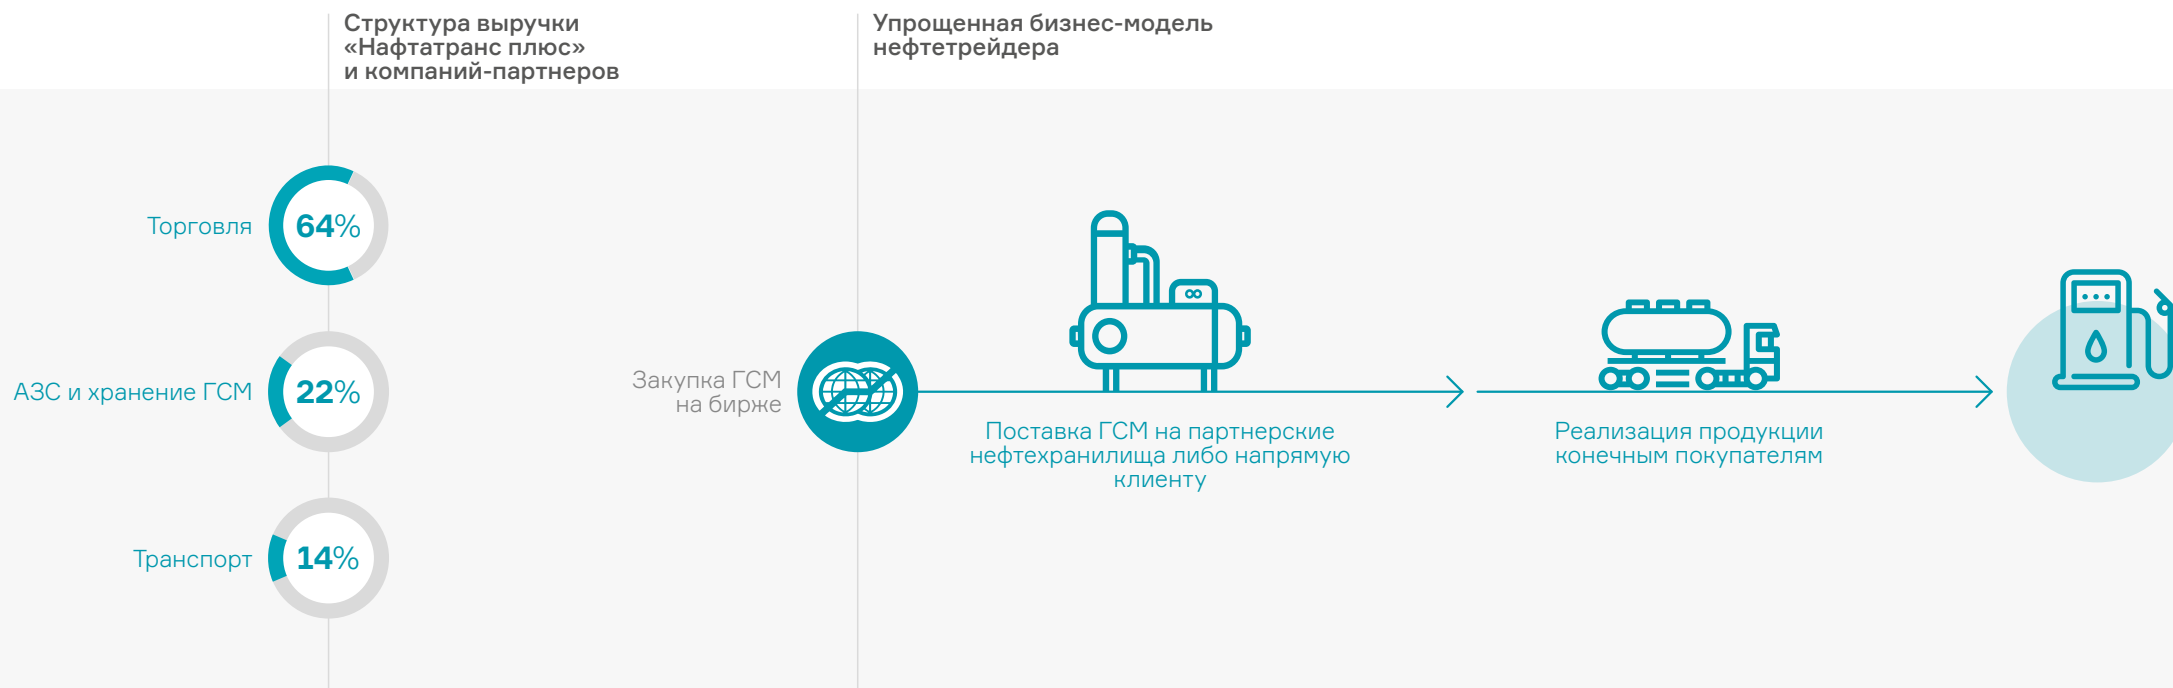 Структура выручки
«Нафтатранс плюс»
и компаний-партнеров
Торговля
64%
АЗС и хранение ГСМ
22%
Транспорт
14%
Упрощенная бизнес-модель
нефтетрейдера
Закупка ГСМ
на бирже
Поставка ГСМ на партнерские
нефтехранилища либо напрямую
клиенту
Реализация продукции
конечным покупателям